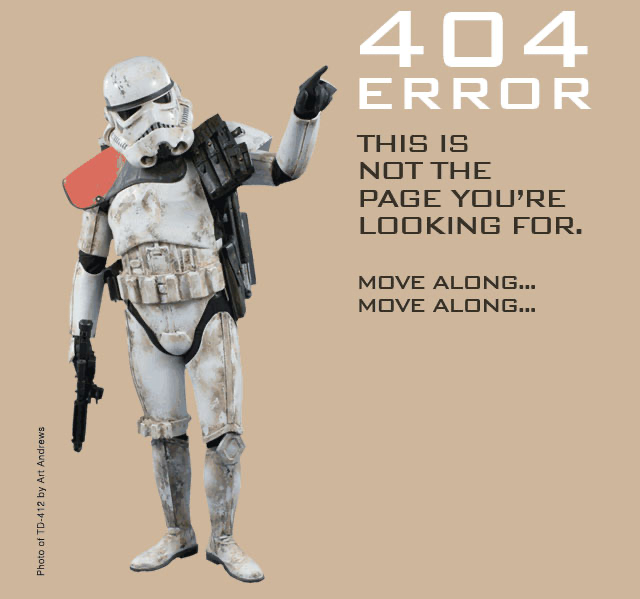 404
ERROR
THIS IS
NOT THE
PAGE YOU'RE
LOOKING FOR.
MOVE ALONG...
MOVE ALONG...
Photo of TD-412 by Art Andrews